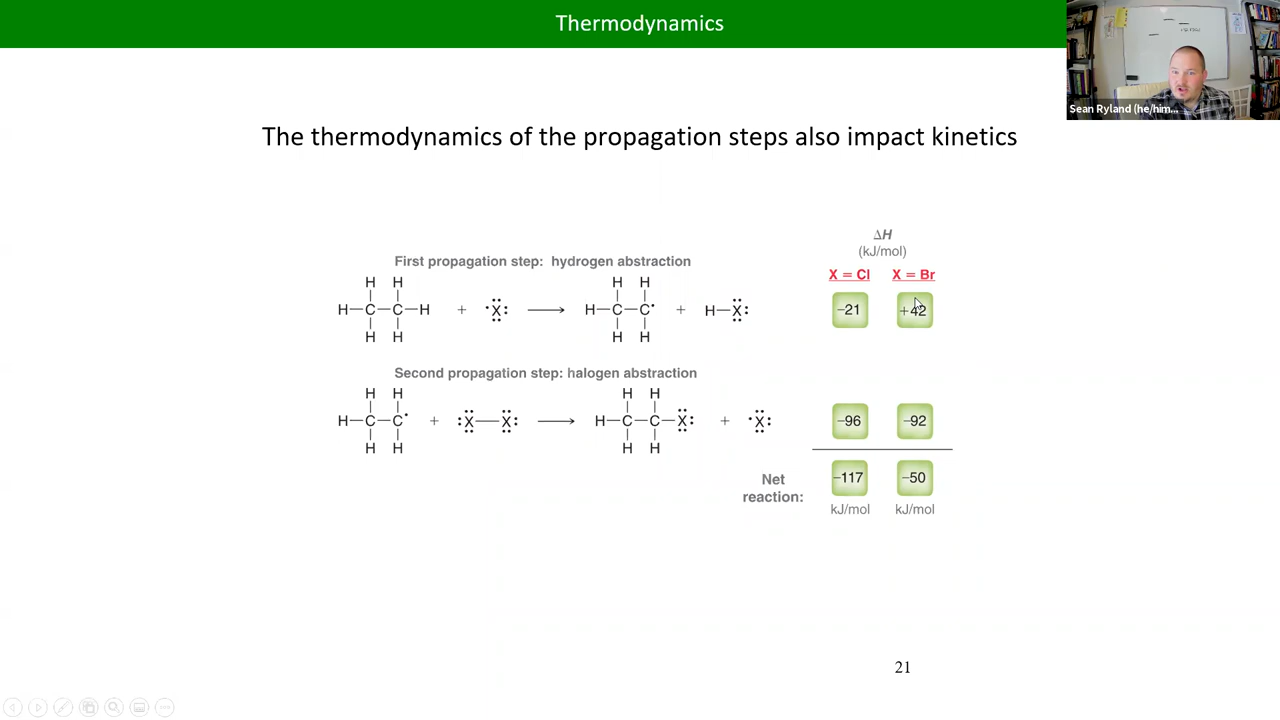 Thermodynamics
Sean Ryland (he/him...
The thermodynamics of the propagation steps also impact kinetics
ΔH
(kJ/mol)
First propagation step: hydrogen abstraction
X = Cl X = Br
H H H H
H–C–C–H + ·Ẍ: ⟶ H–C–C· + H–Ẍ: −21 +42
H H H H
Second propagation step: halogen abstraction
H H H H
H–C–C· + :Ẍ–Ẍ: ⟶ H–C–C–Ẍ: + ·Ẍ: −96 −92
H H H H
Net
reaction: −117 −50
kJ/mol kJ/mol
21